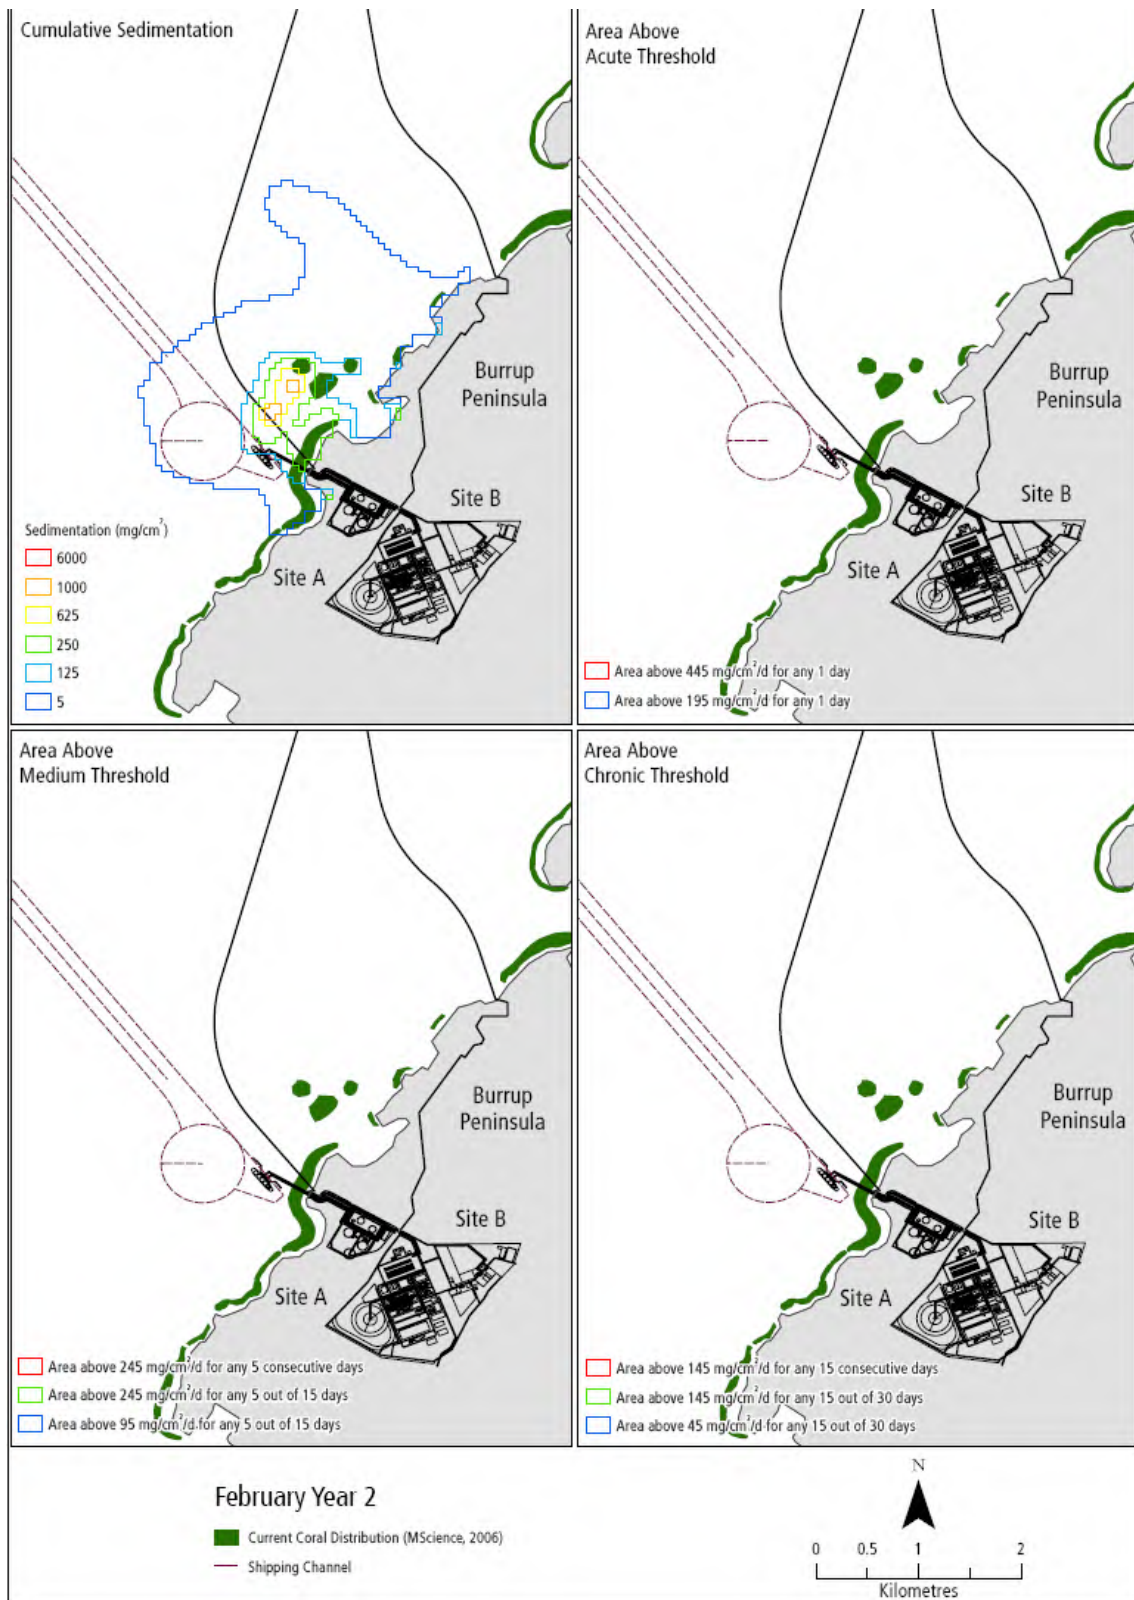 Cumulative Sedimentation
Burrup
Peninsula
Site B
Site A
Sedimentation (mg/cm²)
6000
1000
625
250
125
5
Area Above
Acute Threshold
Burrup
Peninsula
Site B
Site A
Area above 445 mg/cm²/d for any 1 day
Area above 195 mg/cm²/d for any 1 day
Area Above
Medium Threshold
Burrup
Peninsula
Site B
Site A
Area above 245 mg/cm²/d for any 5 consecutive days
Area above 245 mg/cm²/d for any 5 out of 15 days
Area above 95 mg/cm²/d for any 5 out of 15 days
Area Above
Chronic Threshold
Burrup
Peninsula
Site B
Site A
Area above 145 mg/cm²/d for any 15 consecutive days
Area above 145 mg/cm²/d for any 15 out of 30 days
Area above 45 mg/cm²/d for any 15 out of 30 days
February Year 2
Current Coral Distribution (MScience, 2006)
Shipping Channel
N
0 0.5 1 2
Kilometres